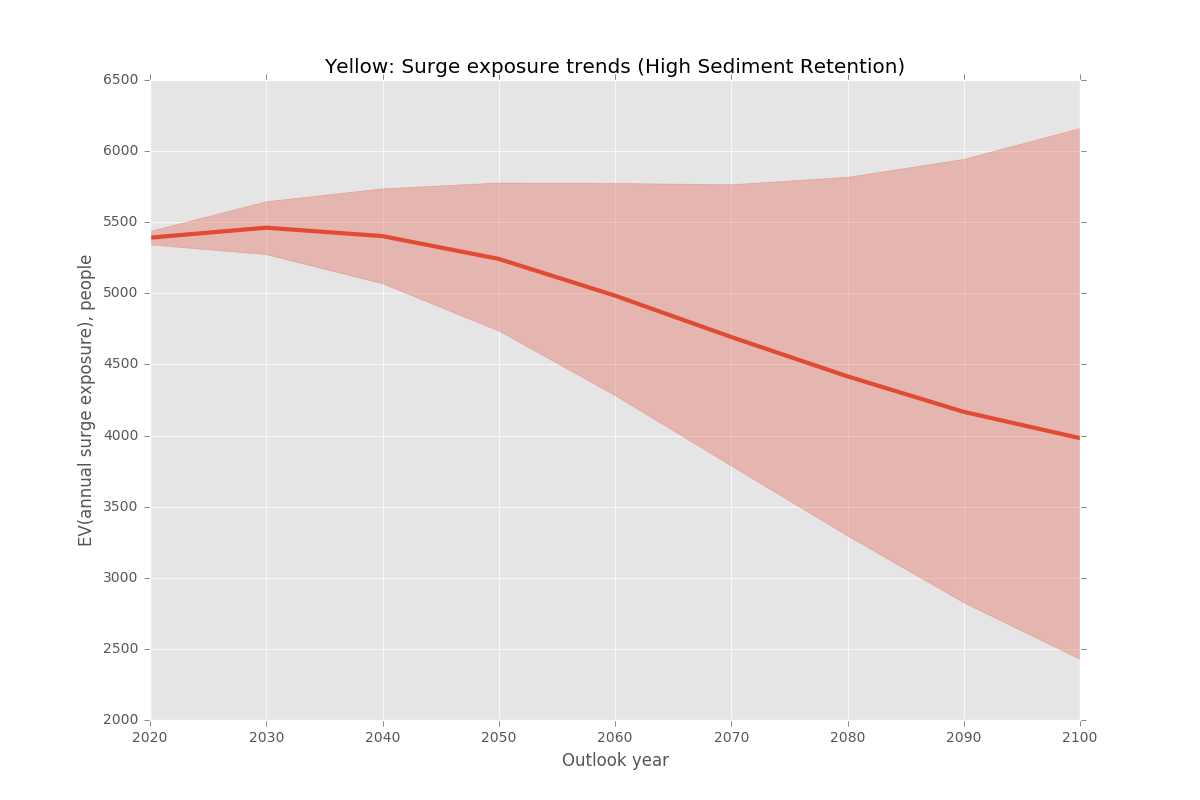 Yellow: Surge exposure trends (High Sediment Retention)
6500
6000
5500
5000
4500
4000
3500
3000
2500
2000
EV(annual surge exposure), people
2020 2030 2040 2050 2060 2070 2080 2090 2100
Outlook year